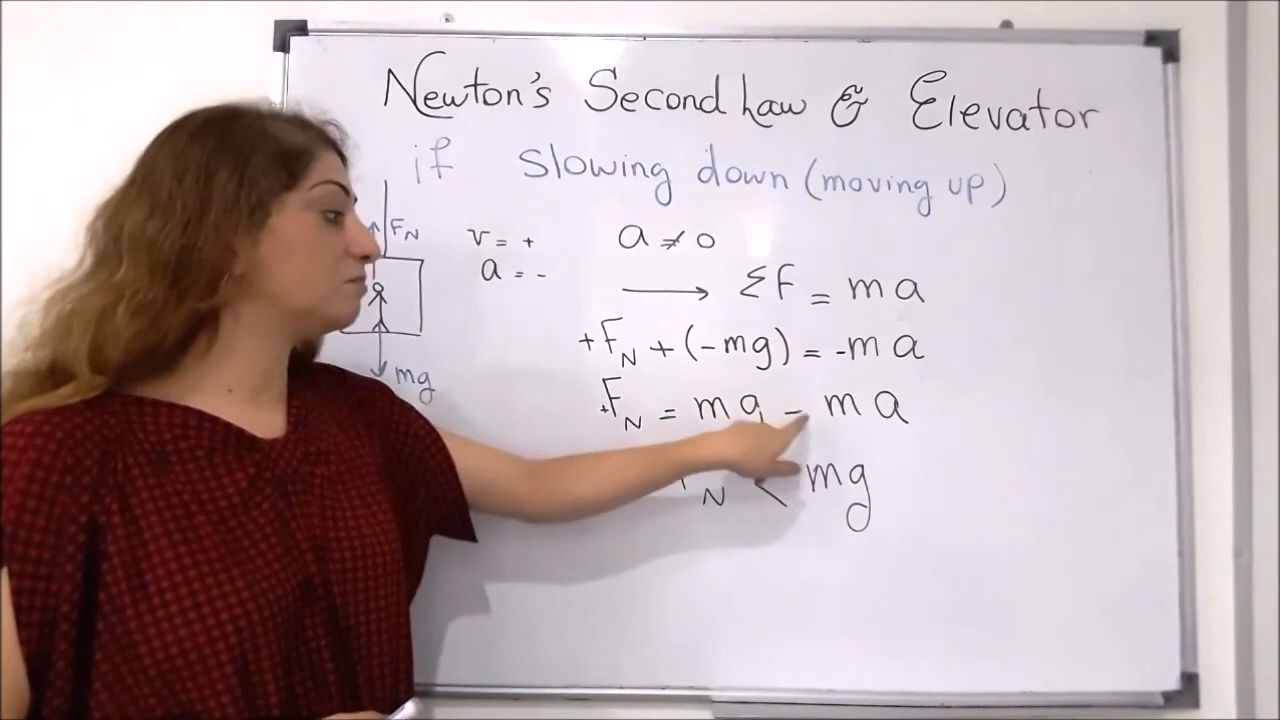 Newton's Second Law & Elevator
if slowing down (moving up)
FN
v = +
a = -
a ≠ 0
→ ΣF = ma
+FN + (-mg) = -ma
mg
+FN = mg - ma
FN < mg